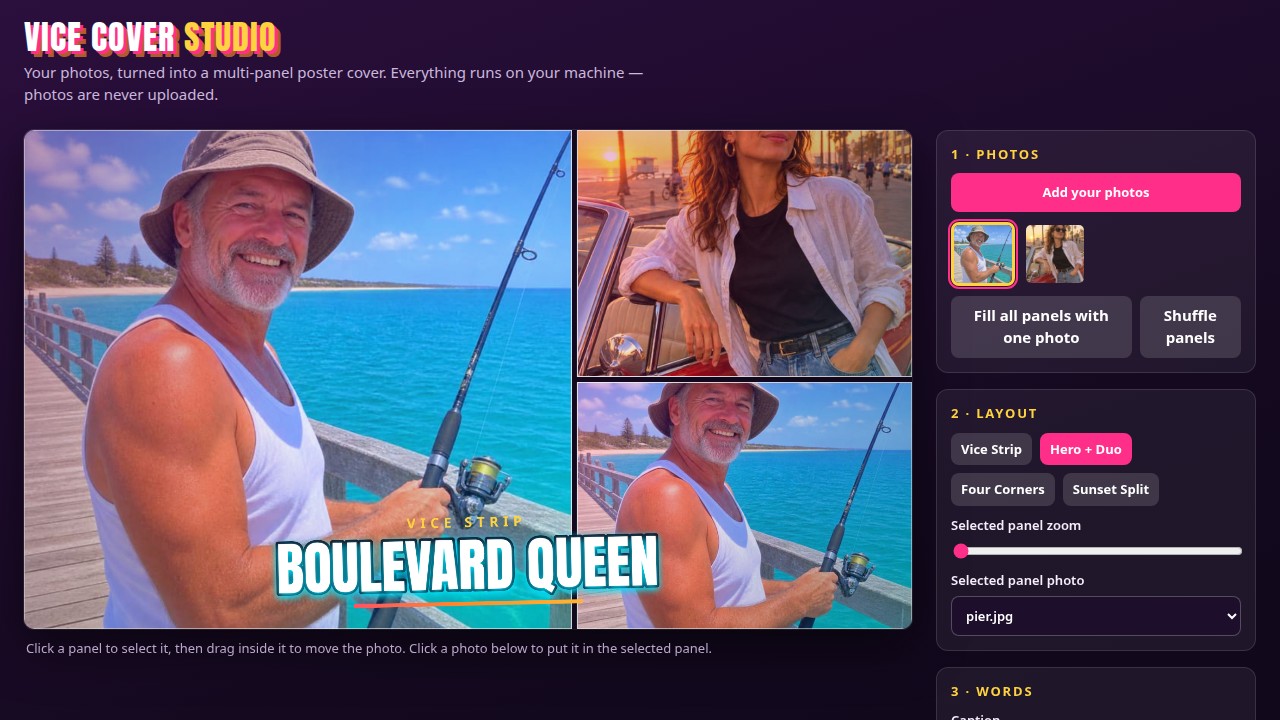 VICE COVER STUDIO
Your photos, turned into a multi-panel poster cover. Everything runs on your machine —
photos are never uploaded.
VICE STRIP
BOULEVARD QUEEN
Click a panel to select it, then drag inside it to move the photo. Click a photo below to put it in the selected panel.
1 · PHOTOS
Add your photos
Fill all panels with
one photo
Shuffle
panels
2 · LAYOUT
Vice Strip
Hero + Duo
Four Corners
Sunset Split
Selected panel zoom
Selected panel photo
pier.jpg
3 · WORDS
Caption